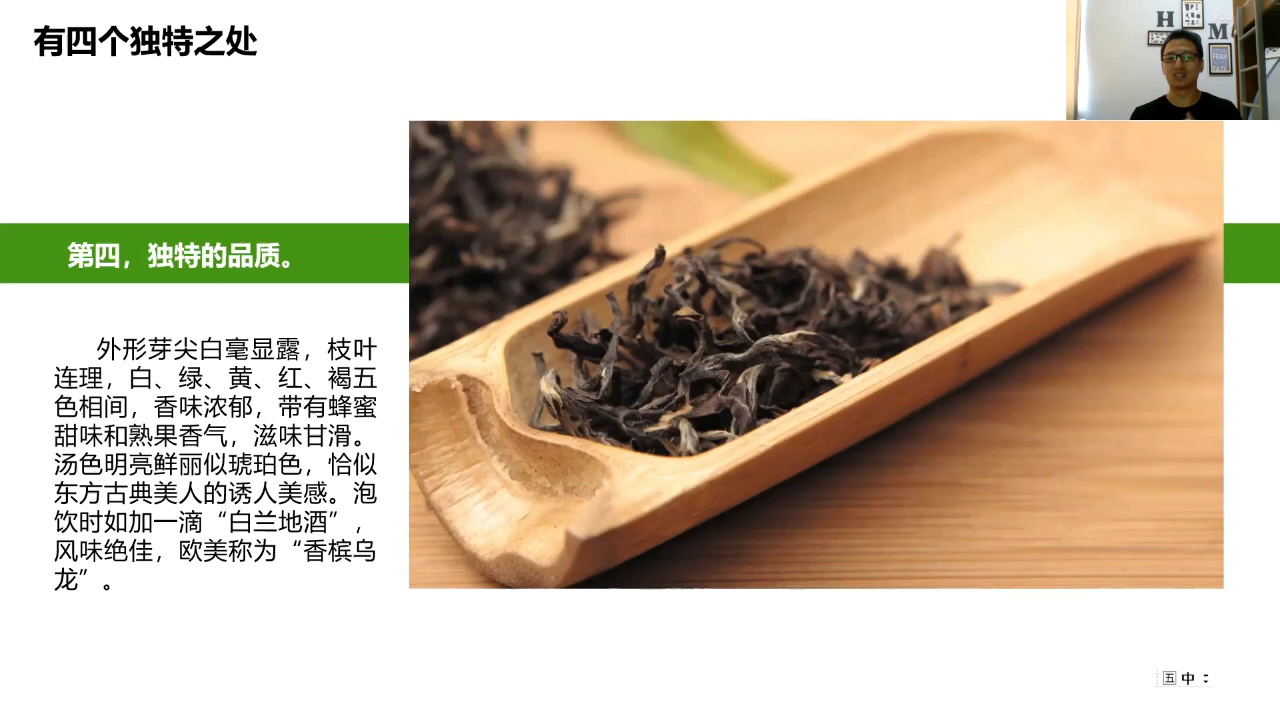 有四个独特之处
H
M
FEAR
FATE
第四，独特的品质。
外形芽尖白毫显露，枝叶
连理，白、绿、黄、红、褐五
色相间，香味浓郁，带有蜂蜜
甜味和熟果香气，滋味甘滑。
汤色明亮鲜丽似琥珀色，恰似
东方古典美人的诱人美感。泡
饮时如加一滴“白兰地酒”，
风味绝佳，欧美称为“香槟乌
龙”。
五 中 :